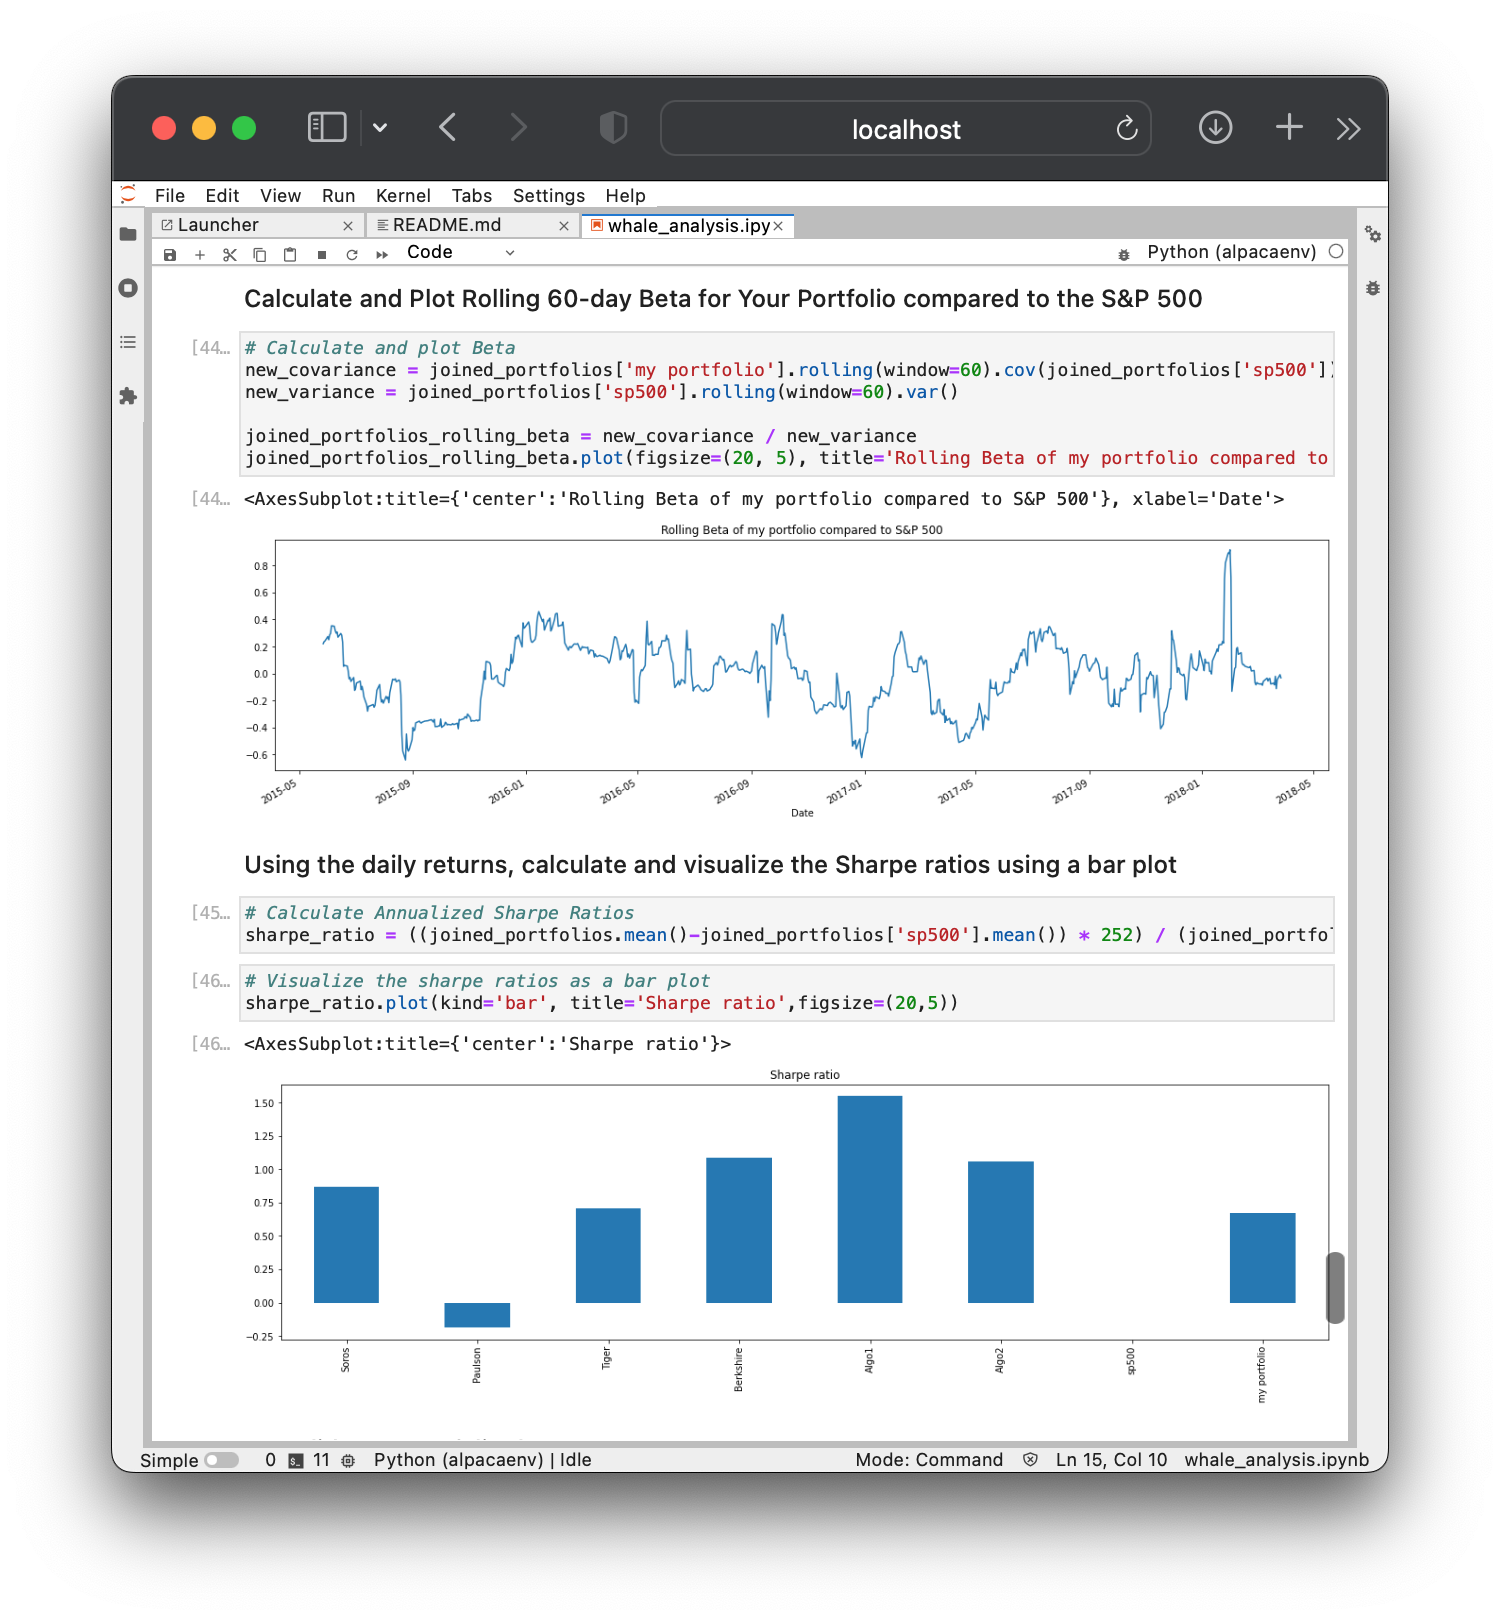 localhost
File Edit View Run Kernel Tabs Settings Help
Launcher README.md whale_analysis.ipy
Code Python (alpacaenv)
Calculate and Plot Rolling 60-day Beta for Your Portfolio compared to the S&P 500
[44… # Calculate and plot Beta
new_covariance = joined_portfolios['my portfolio'].rolling(window=60).cov(joined_portfolios['sp500'])
new_variance = joined_portfolios['sp500'].rolling(window=60).var()
joined_portfolios_rolling_beta = new_covariance / new_variance
joined_portfolios_rolling_beta.plot(figsize=(20, 5), title='Rolling Beta of my portfolio compared to
[44… <AxesSubplot:title={'center':'Rolling Beta of my portfolio compared to S&P 500'}, xlabel='Date'>
Rolling Beta of my portfolio compared to S&P 500
0.8
0.6
0.4
0.2
0.0
−0.2
−0.4
−0.6
2015-05 2015-09 2016-01 2016-05 2016-09 2017-01 2017-05 2017-09 2018-01 2018-05
Date
Using the daily returns, calculate and visualize the Sharpe ratios using a bar plot
[45… # Calculate Annualized Sharpe Ratios
sharpe_ratio = ((joined_portfolios.mean()-joined_portfolios['sp500'].mean()) * 252) / (joined_portfo
[46… # Visualize the sharpe ratios as a bar plot
sharpe_ratio.plot(kind='bar', title='Sharpe ratio',figsize=(20,5))
[46… <AxesSubplot:title={'center':'Sharpe ratio'}>
Sharpe ratio
1.50
1.25
1.00
0.75
0.50
0.25
0.00
−0.25
Soros Paulson Tiger Berkshire Algo1 Algo2 sp500 my portfolio
Simple 0 11 Python (alpacaenv) | Idle Mode: Command Ln 15, Col 10 whale_analysis.ipynb